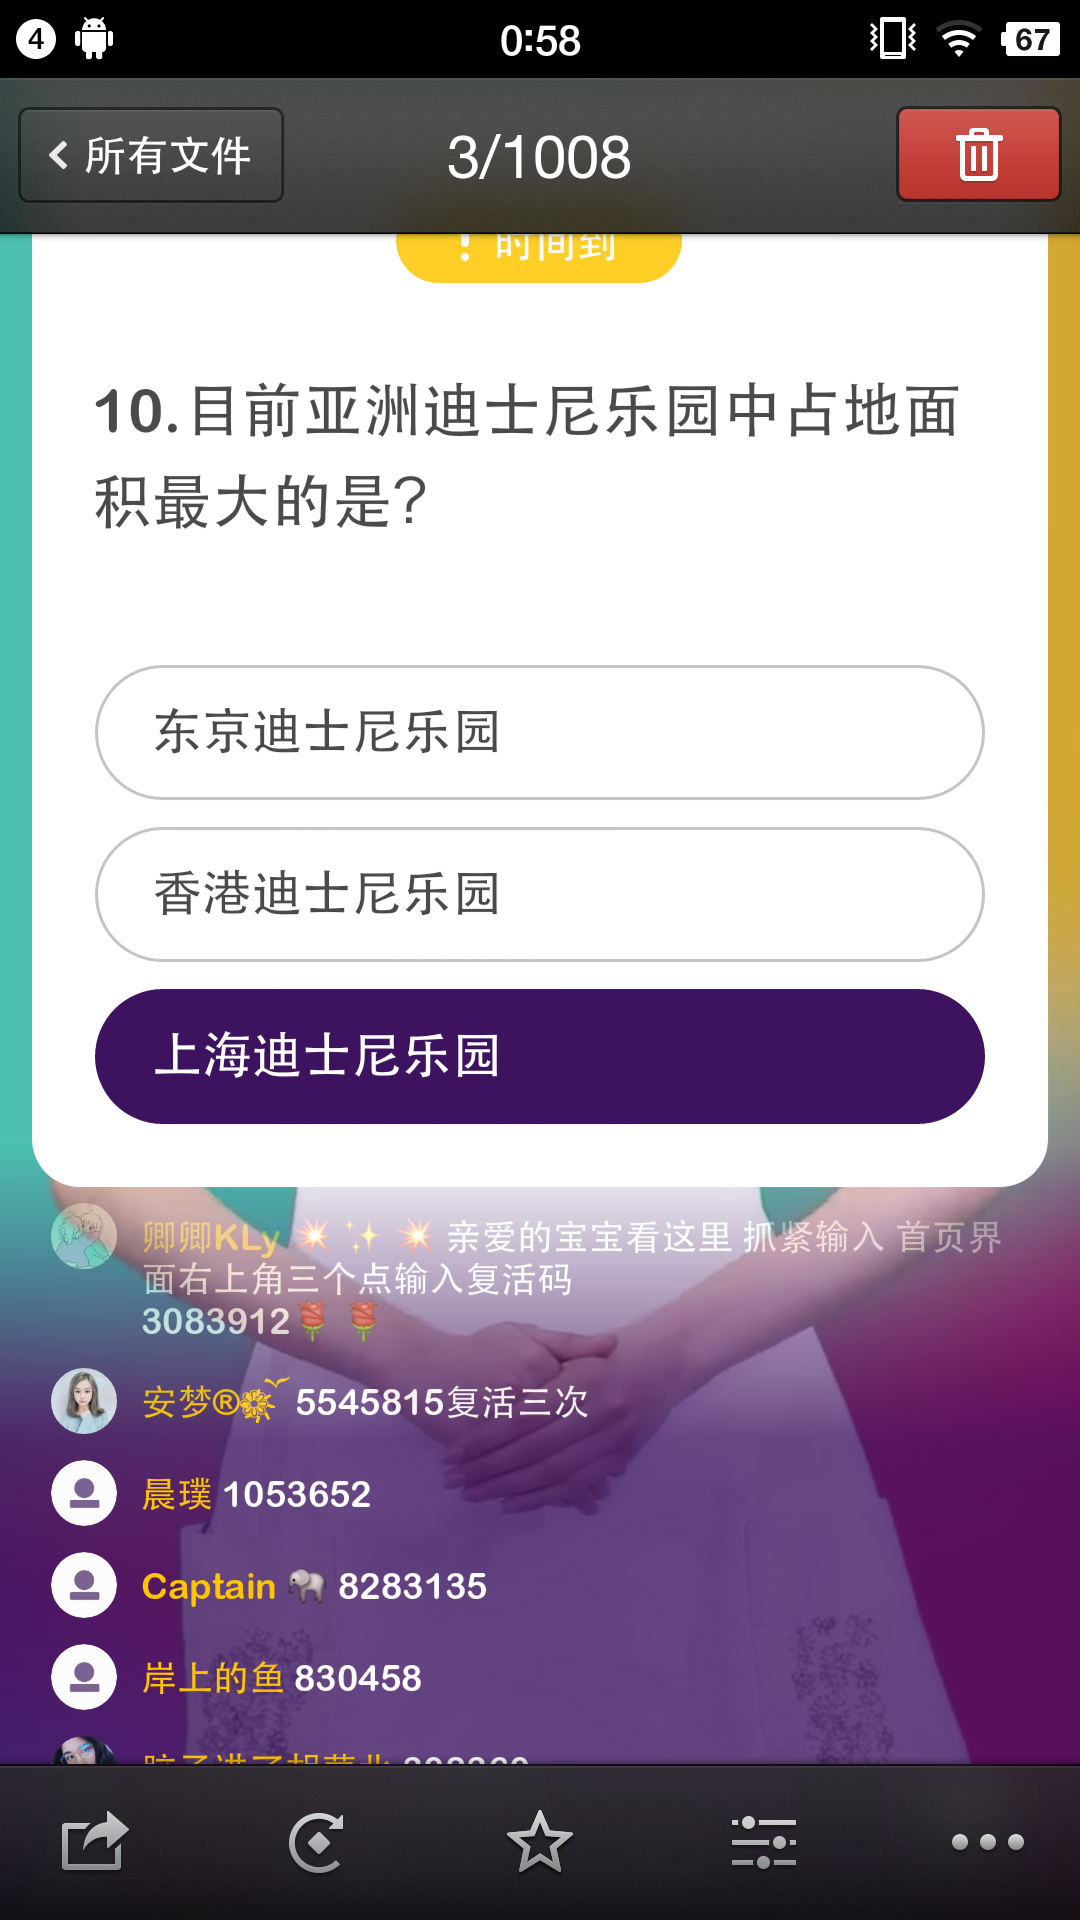 4
0:58
67
所有文件
3/1008
! 时间到
10.目前亚洲迪士尼乐园中占地面
积最大的是?
东京迪士尼乐园
香港迪士尼乐园
上海迪士尼乐园
卿卿KLy 💥 ✨ 💥 亲爱的宝宝看这里 抓紧输入 首页界
面右上角三个点输入复活码
3083912🌹 🌹
安梦® 5545815复活三次
晨璞 1053652
Captain 🐘 8283135
岸上的鱼 830458